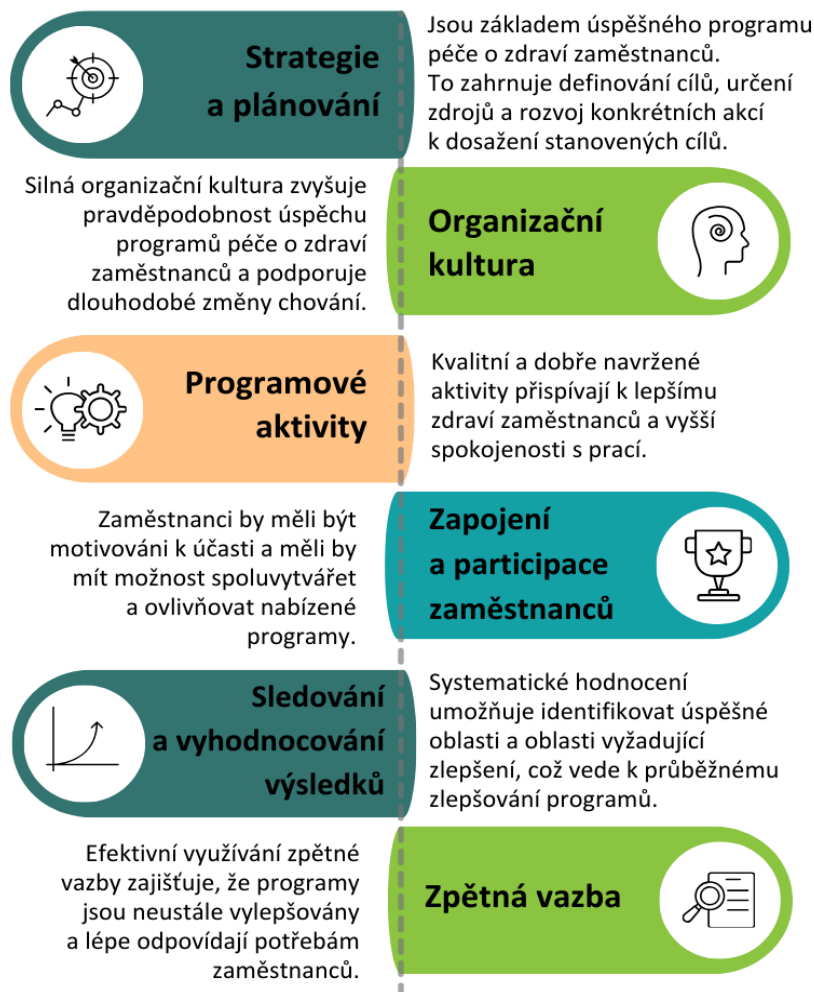 Strategie
a plánování
Jsou základem úspěšného programu
péče o zdraví zaměstnanců.
To zahrnuje definování cílů, určení
zdrojů a rozvoj konkrétních akcí
k dosažení stanovených cílů.
Silná organizační kultura zvyšuje
pravděpodobnost úspěchu
programů péče o zdraví
zaměstnanců a podporuje
dlouhodobé změny chování.
Organizační
kultura
Programové
aktivity
Kvalitní a dobře navržené
aktivity přispívají k lepšímu
zdraví zaměstnanců a vyšší
spokojenosti s prací.
Zaměstnanci by měli být
motivováni k účasti a měli by
mít možnost spoluvytvářet
a ovlivňovat nabízené
programy.
Zapojení
a participace
zaměstnanců
Sledování
a vyhodnocování
výsledků
Systematické hodnocení
umožňuje identifikovat úspěšné
oblasti a oblasti vyžadující
zlepšení, což vede k průběžnému
zlepšování programů.
Efektivní využívání zpětné
vazby zajišťuje, že programy
jsou neustále vylepšovány
a lépe odpovídají potřebám
zaměstnanců.
Zpětná vazba